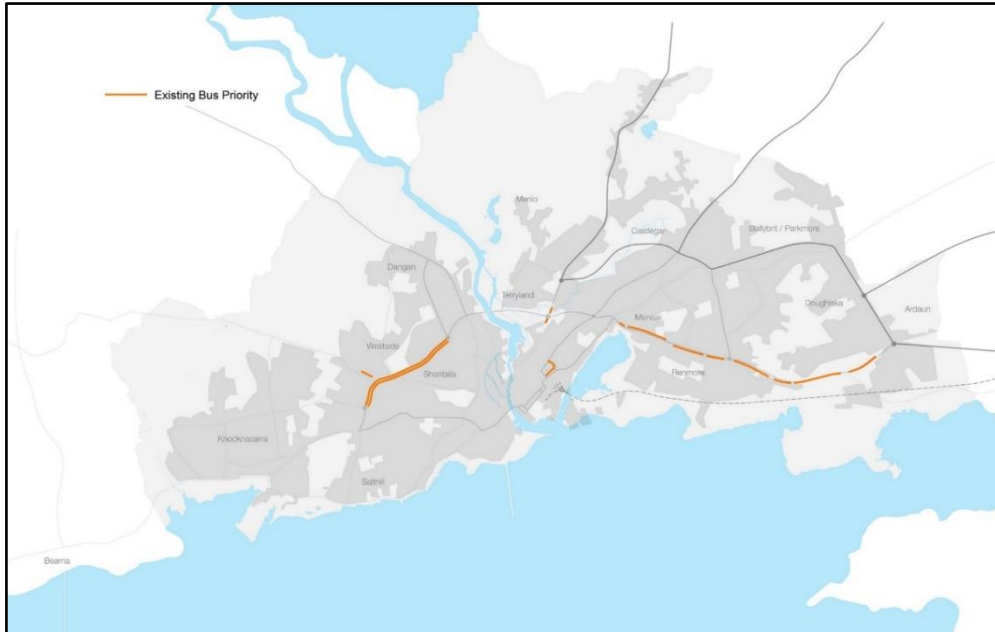 Existing Bus Priority
Menlo
Castlegar
Ballybrit / Parkmore
Dangan
Terryland
Doughiska
Ardaun
Mervue
Westside
Shantalla
Renmore
Knocknacarra
Salthill
Bearna